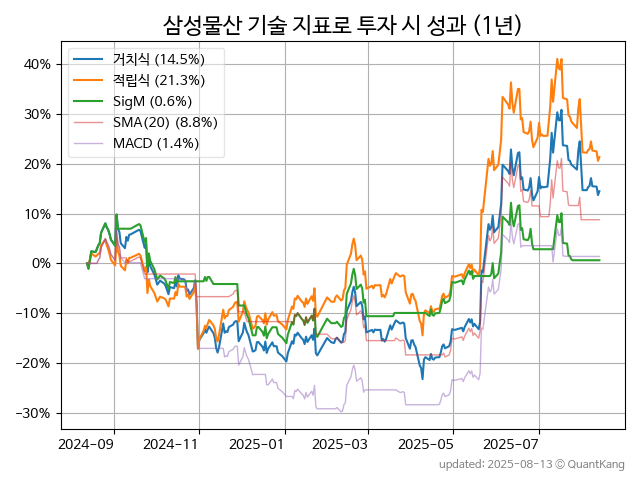 삼성물산 기술 지표로 투자 시 성과 (1년)
거치식 (14.5%)
적립식 (21.3%)
SigM (0.6%)
SMA(20) (8.8%)
MACD (1.4%)
40%
30%
20%
10%
0%
−10%
−20%
−30%
2024-09 2024-11 2025-01 2025-03 2025-05 2025-07
updated: 2025-08-13 © QuantKang